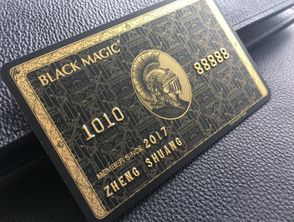 BLACK MAGIC
1010 88888
MEMBER SINCE 2017
ZHENG SHUANG